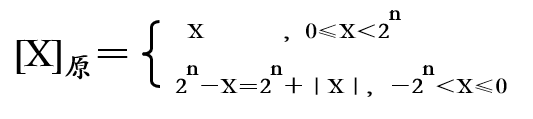 [X]原={ X , 0≤X<2ⁿ
2ⁿ-X=2ⁿ+|X|, -2ⁿ<X≤0